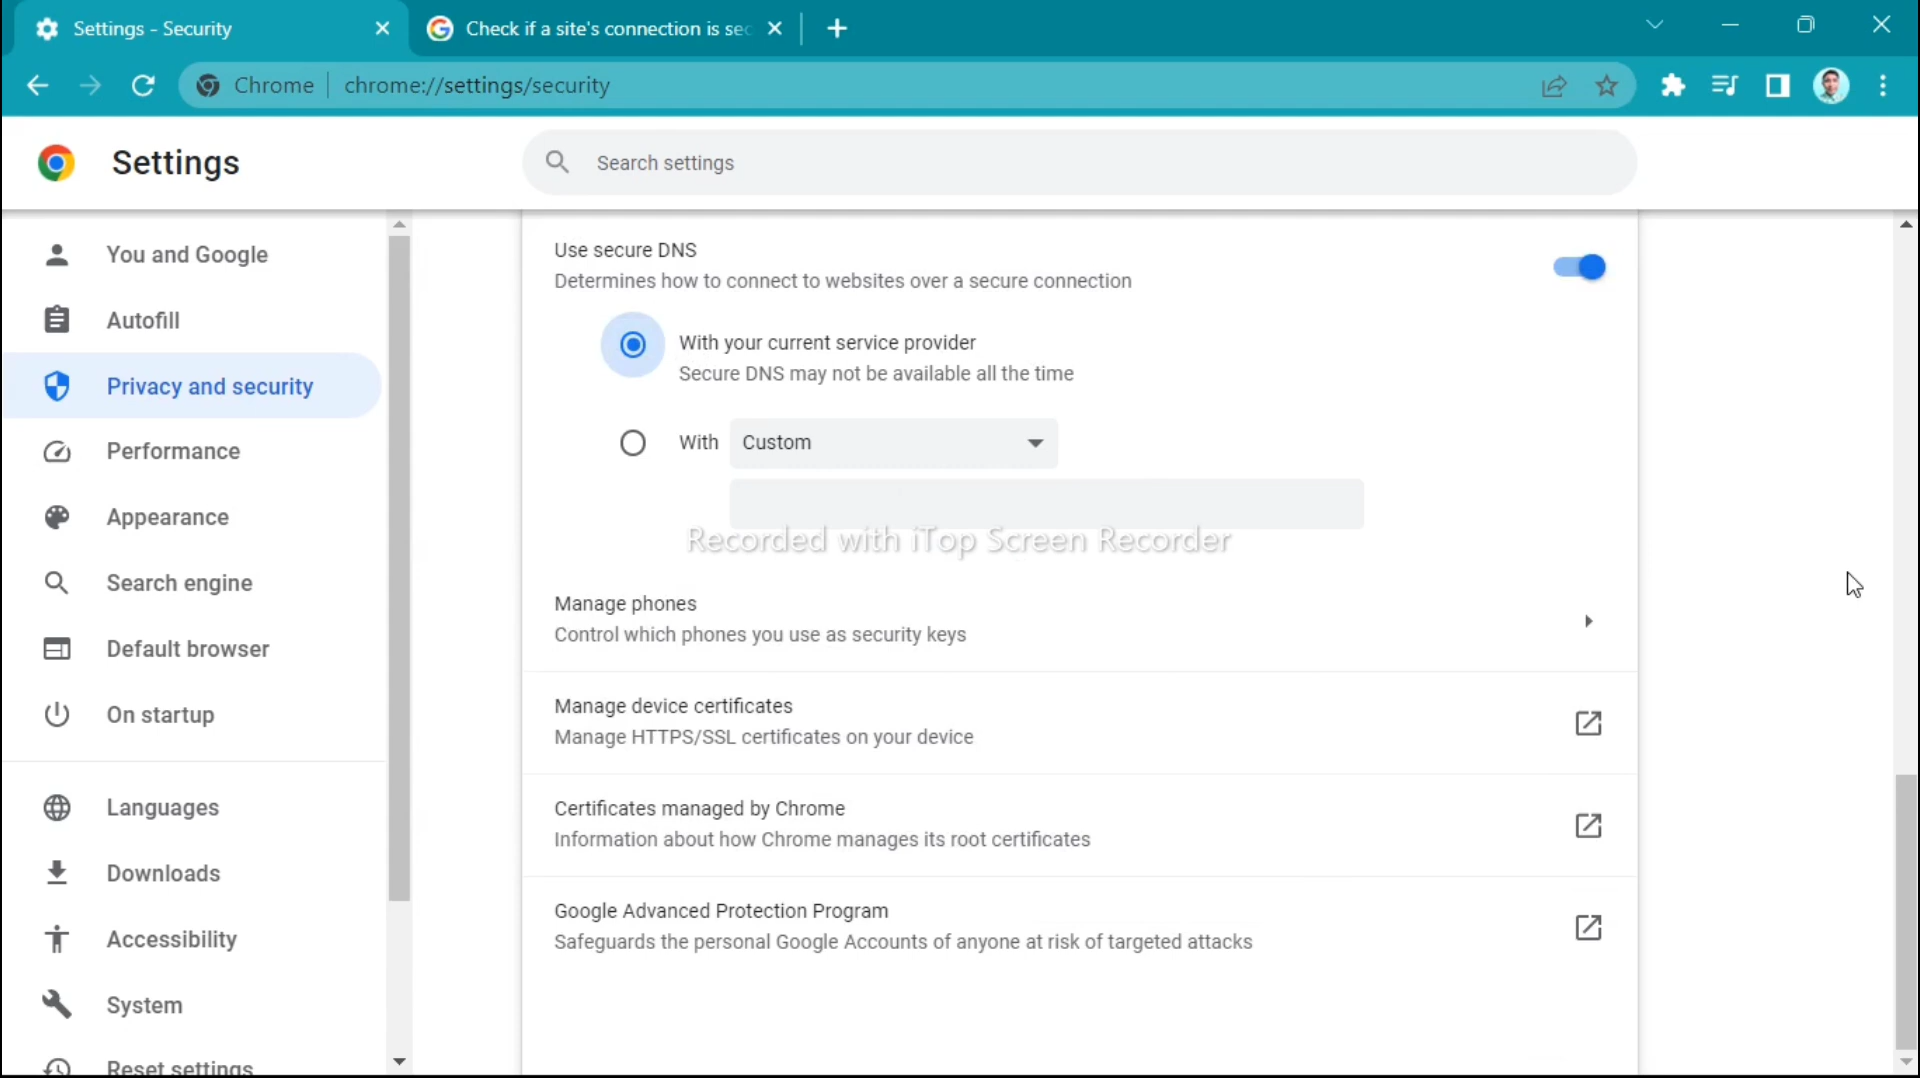 Settings - Security
Check if a site's connection is sec
Chrome
chrome://settings/security
Settings
Search settings
You and Google
Autofill
Privacy and security
Performance
Appearance
Search engine
Default browser
On startup
Languages
Downloads
Accessibility
System
Reset settings
Use secure DNS
Determines how to connect to websites over a secure connection
With your current service provider
Secure DNS may not be available all the time
With Custom
Recorded with iTop Screen Recorder
Manage phones
Control which phones you use as security keys
Manage device certificates
Manage HTTPS/SSL certificates on your device
Certificates managed by Chrome
Information about how Chrome manages its root certificates
Google Advanced Protection Program
Safeguards the personal Google Accounts of anyone at risk of targeted attacks